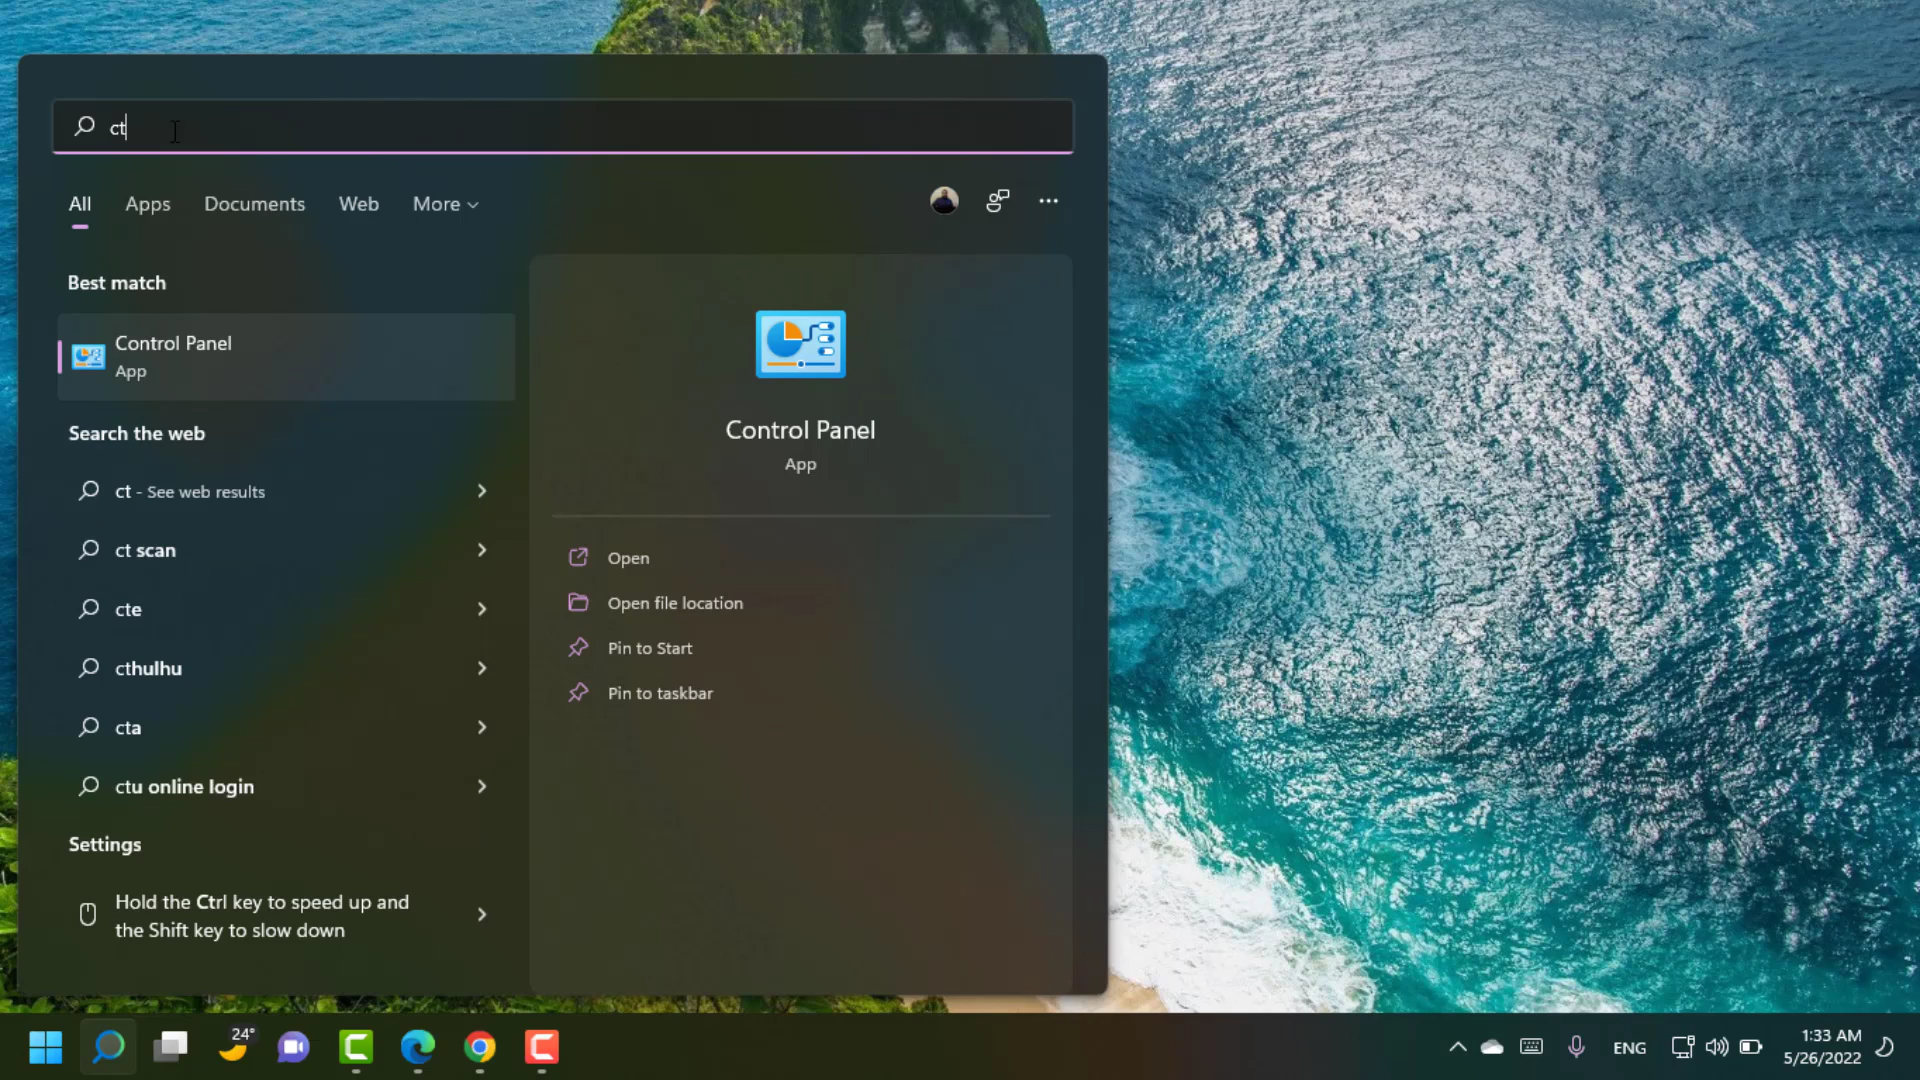 ct
All Apps Documents Web More
Best match
Control Panel
App
Search the web
ct - See web results
ct scan
cte
cthulhu
cta
ctu online login
Settings
Hold the Ctrl key to speed up and
the Shift key to slow down
Control Panel
App
Open
Open file location
Pin to Start
Pin to taskbar
24°
ENG
1:33 AM
5/26/2022